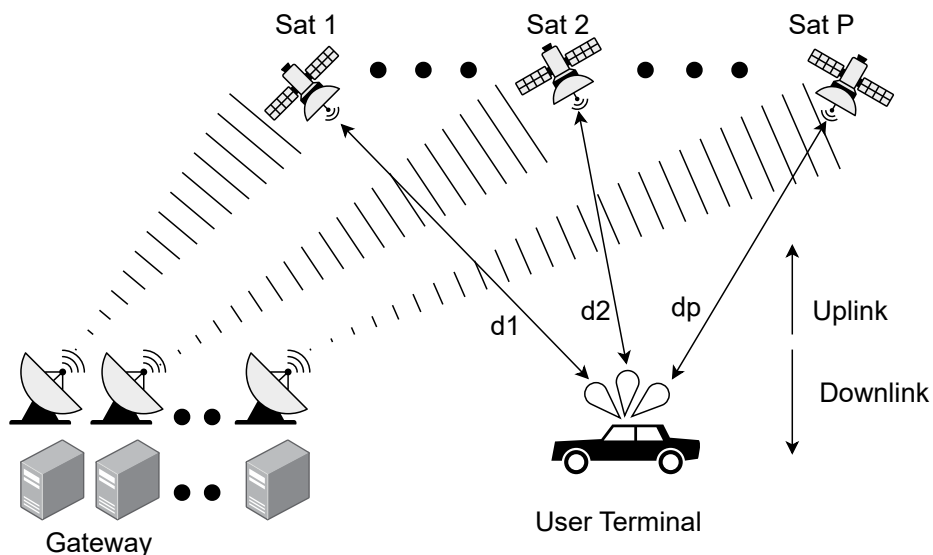 Sat 1
Sat 2
Sat P
d1
d2
dp
Uplink
Downlink
User Terminal
Gateway